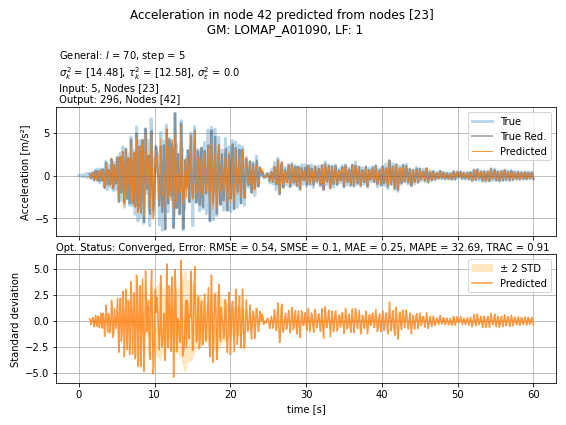 Acceleration in node 42 predicted from nodes [23]
GM: LOMAP_A01090, LF: 1
General: l = 70, step = 5
σ²ₖ = [14.48], τ²ₖ = [12.58], σ²ε = 0.0
Input: 5, Nodes [23]
Output: 296, Nodes [42]
True
True Red.
Predicted
Acceleration [m/s²]
5
0
−5
Opt. Status: Converged, Error: RMSE = 0.54, SMSE = 0.1, MAE = 0.25, MAPE = 32.69, TRAC = 0.91
± 2 STD
Predicted
Standard deviation
5.0
2.5
0.0
−2.5
−5.0
0 10 20 30 40 50 60
time [s]